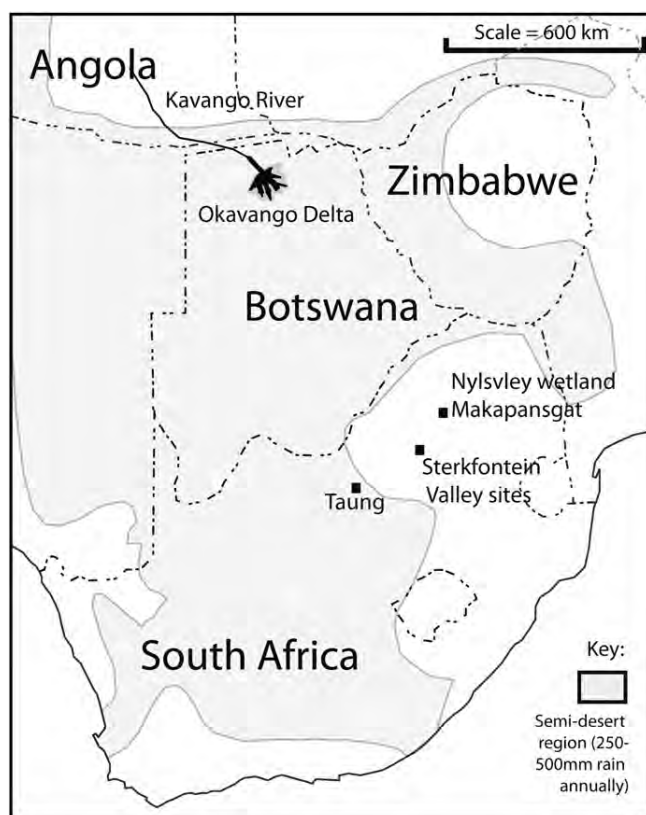 Scale = 600 km
Angola
Kavango River
Zimbabwe
Okavango Delta
Botswana
Nylsvley wetland
Makapansgat
Sterkfontein
Valley sites
Taung
South Africa
Key:
Semi-desert
region (250-
500mm rain
annually)